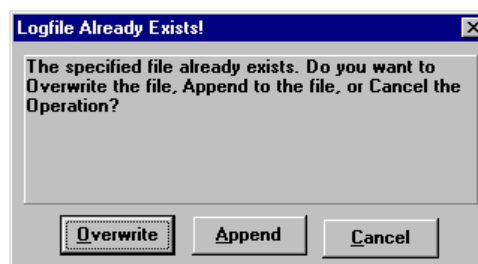 Logfile Already Exists!
The specified file already exists. Do you want to
Overwrite the file, Append to the file, or Cancel the
Operation?
Overwrite
Append
Cancel